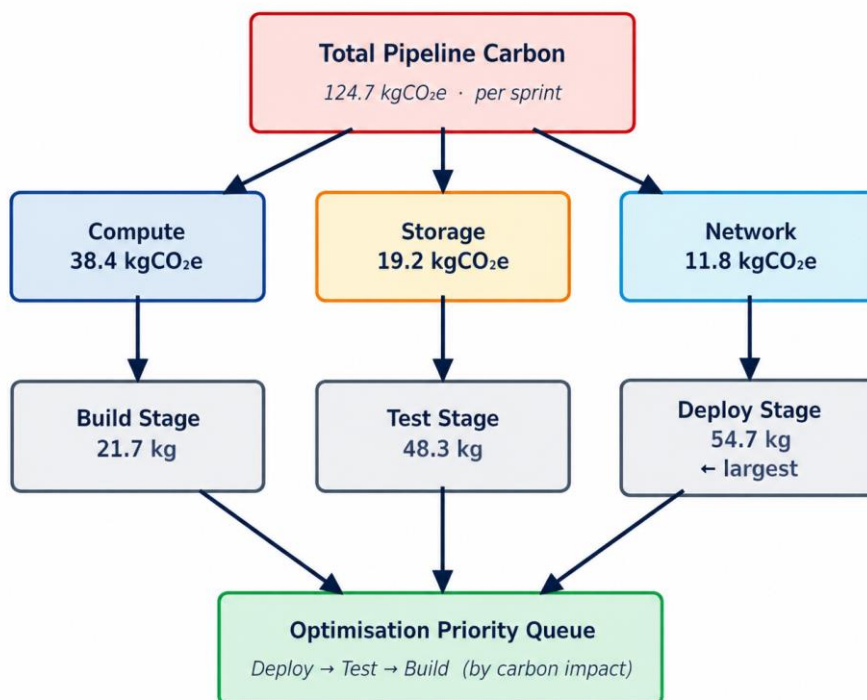 Total Pipeline Carbon
124.7 kgCO₂e · per sprint
Compute
38.4 kgCO₂e
Storage
19.2 kgCO₂e
Network
11.8 kgCO₂e
Build Stage
21.7 kg
Test Stage
48.3 kg
Deploy Stage
54.7 kg
← largest
Optimisation Priority Queue
Deploy → Test → Build (by carbon impact)